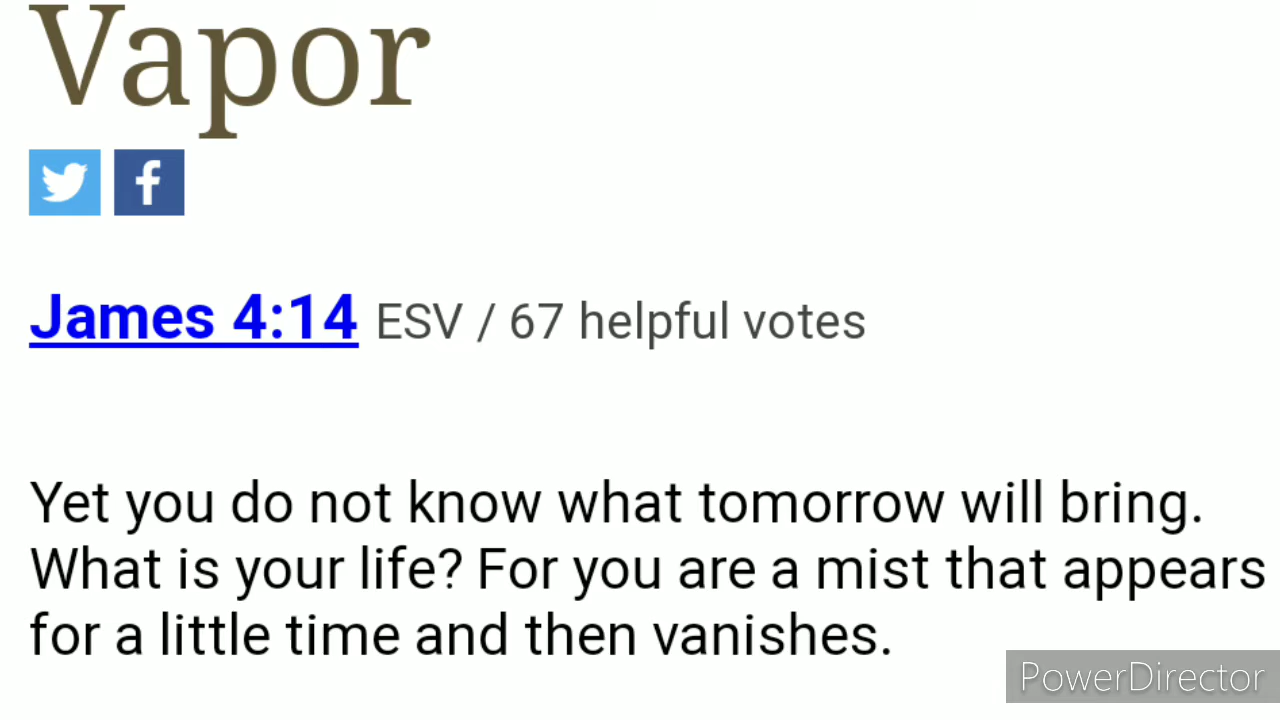 Vapor
James 4:14 ESV / 67 helpful votes
Yet you do not know what tomorrow will bring.
What is your life? For you are a mist that appears
for a little time and then vanishes.
PowerDirector